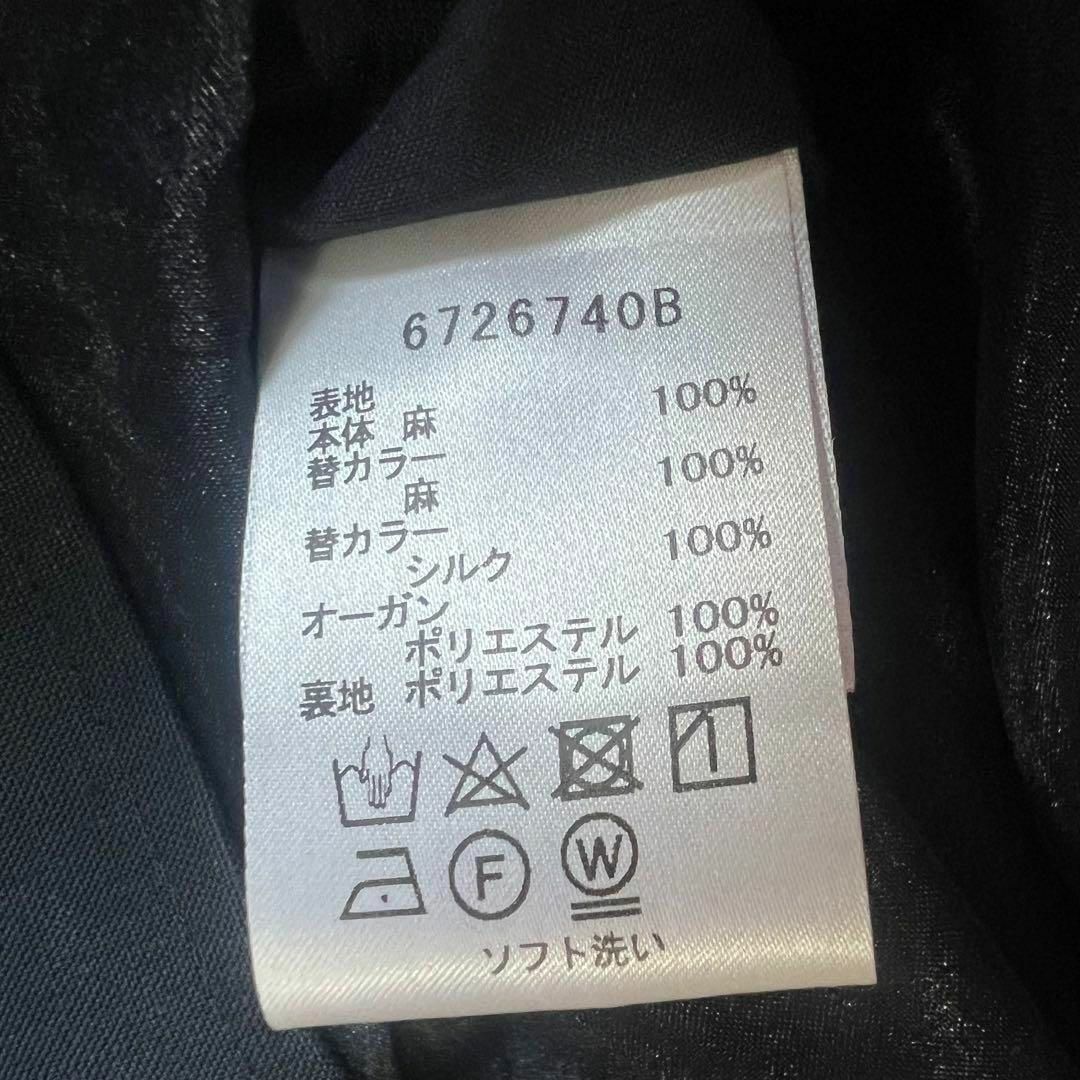 6726740B
表地
本体 麻 100%
替カラー
麻 100%
替カラー
シルク 100%
オーガン
ポリエステル 100%
裏地 ポリエステル 100%
F W
ソフト洗い